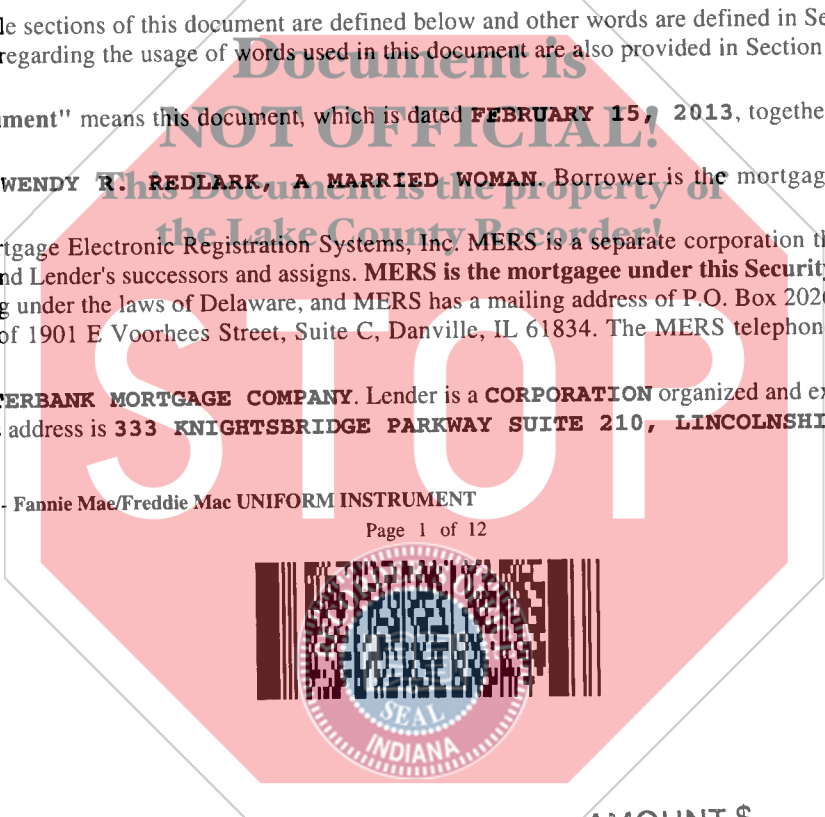 le sections of this document are defined below and other words are defined in Se
regarding the usage of words used in this document are also provided in Section
Document is
NOT OFFICIAL!
This Document is the property of
the Lake County Recorder!
ument" means this document, which is dated FEBRUARY 15, 2013, togethe
WENDY R. REDLARK, A MARRIED WOMAN. Borrower is the mortgag
rtgage Electronic Registration Systems, Inc. MERS is a separate corporation th
nd Lender's successors and assigns. MERS is the mortgagee under this Security
g under the laws of Delaware, and MERS has a mailing address of P.O. Box 2026
of 1901 E Voorhees Street, Suite C, Danville, IL 61834. The MERS telephon
STOP
TERBANK MORTGAGE COMPANY. Lender is a CORPORATION organized and ex
address is 333 KNIGHTSBRIDGE PARKWAY SUITE 210, LINCOLNSHI
- Fannie Mae/Freddie Mac UNIFORM INSTRUMENT
Page 1 of 12
SEAL
INDIANA
AMOUNT $